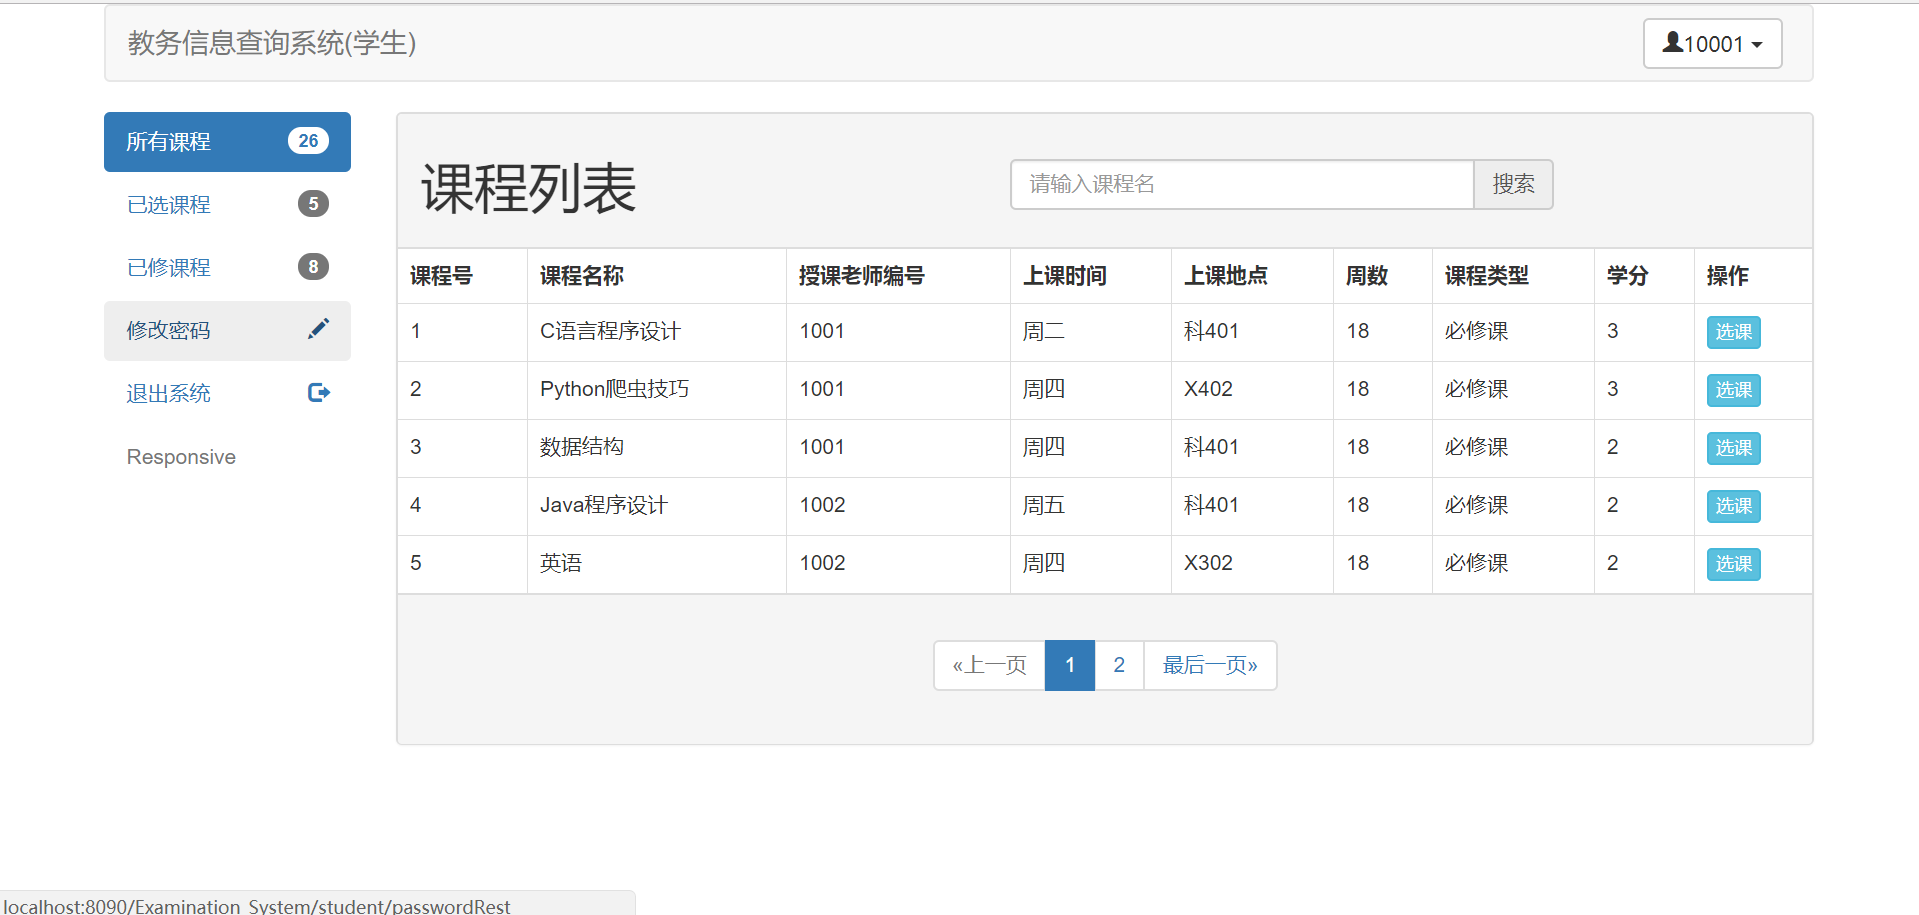 教务信息查询系统(学生)
10001
所有课程 26
已选课程 5
已修课程 8
修改密码
退出系统
Responsive
课程列表
请输入课程名 搜索
课程号 课程名称 授课老师编号 上课时间 上课地点 周数 课程类型 学分 操作
1 C语言程序设计 1001 周二 科401 18 必修课 3 选课
2 Python爬虫技巧 1001 周四 X402 18 必修课 3 选课
3 数据结构 1001 周四 科401 18 必修课 2 选课
4 Java程序设计 1002 周五 科401 18 必修课 2 选课
5 英语 1002 周四 X302 18 必修课 2 选课
«上一页 1 2 最后一页»
localhost:8090/Examination_System/student/passwordRest